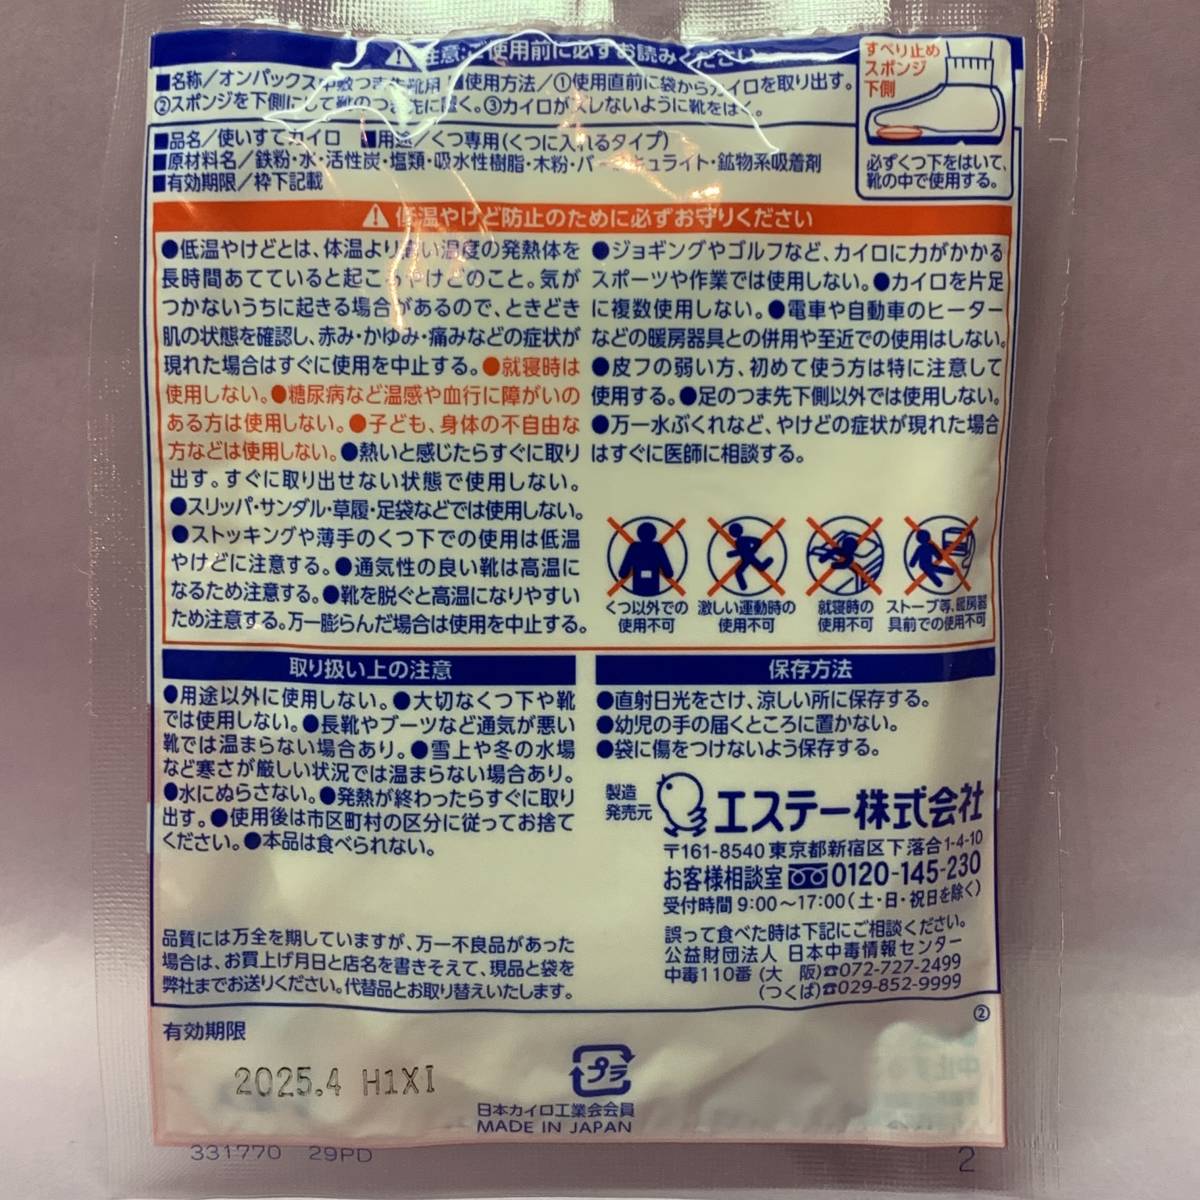 注意:ご使用前に必ずお読みください
■名称/オンパックス中敷つま先靴用 ■使用方法/①使用直前に袋からカイロを取り出す。
②スポンジを下側にして靴のつま先に置く。③カイロがズレないように靴をはく。
すべり止め
スポンジ
下側
必ずくつ下をはいて、
靴の中で使用する。
■品名/使いすてカイロ ■用途/くつ専用(くつに入れるタイプ)
■原材料名/鉄粉・水・活性炭・塩類・吸水性樹脂・木粉・バーミキュライト・鉱物系吸着剤
■有効期限/枠下記載
低温やけど防止のために必ずお守りください
●低温やけどとは、体温より高い温度の発熱体を
長時間あてていると起こるやけどのこと。気が
つかないうちに起きる場合があるので、ときどき
肌の状態を確認し、赤み・かゆみ・痛みなどの症状が
現れた場合はすぐに使用を中止する。●就寝時は
使用しない。●糖尿病など温感や血行に障がいの
ある方は使用しない。●子ども、身体の不自由な
方などは使用しない。●熱いと感じたらすぐに取り
出す。すぐに取り出せない状態で使用しない。
●スリッパ・サンダル・草履・足袋などでは使用しない。
●ストッキングや薄手のくつ下での使用は低温
やけどに注意する。●通気性の良い靴は高温に
なるため注意する。●靴を脱ぐと高温になりやすい
ため注意する。万一膨らんだ場合は使用を中止する。
●ジョギングやゴルフなど、カイロに力がかかる
スポーツや作業では使用しない。●カイロを片足
に複数使用しない。●電車や自動車のヒーター
などの暖房器具との併用や至近での使用はしない。
●皮フの弱い方、初めて使う方は特に注意して
使用する。●足のつま先下側以外では使用しない。
●万一水ぶくれなど、やけどの症状が現れた場合
はすぐに医師に相談する。
くつ以外での
使用不可
激しい運動時の
使用不可
就寝時の
使用不可
ストーブ等、暖房器
具前での使用不可
取り扱い上の注意
●用途以外に使用しない。●大切なくつ下や靴
では使用しない。●長靴やブーツなど通気が悪い
靴では温まらない場合あり。●雪上や冬の水場
など寒さが厳しい状況では温まらない場合あり。
●水にぬらさない。●発熱が終わったらすぐに取り
出す。●使用後は市区町村の区分に従ってお捨て
ください。●本品は食べられない。
保存方法
●直射日光をさけ、涼しい所に保存する。
●幼児の手の届くところに置かない。
●袋に傷をつけないよう保存する。
製造
発売元
エステー株式会社
〒161-8540 東京都新宿区下落合1-4-10
お客様相談室 0120-145-230
受付時間 9:00〜17:00(土・日・祝日を除く)
誤って食べた時は下記にご相談ください。
公益財団法人 日本中毒情報センター
中毒110番 (大 阪)☎072-727-2499
(つくば)☎029-852-9999
品質には万全を期していますが、万一不良品があった
場合は、お買上げ月日と店名を書きそえて、現品と袋を
弊社までお送りください。代替品とお取り替えいたします。
②
有効期限
2025.4 H1XI
プラ
日本カイロ工業会会員
MADE IN JAPAN
331770 29PD
2